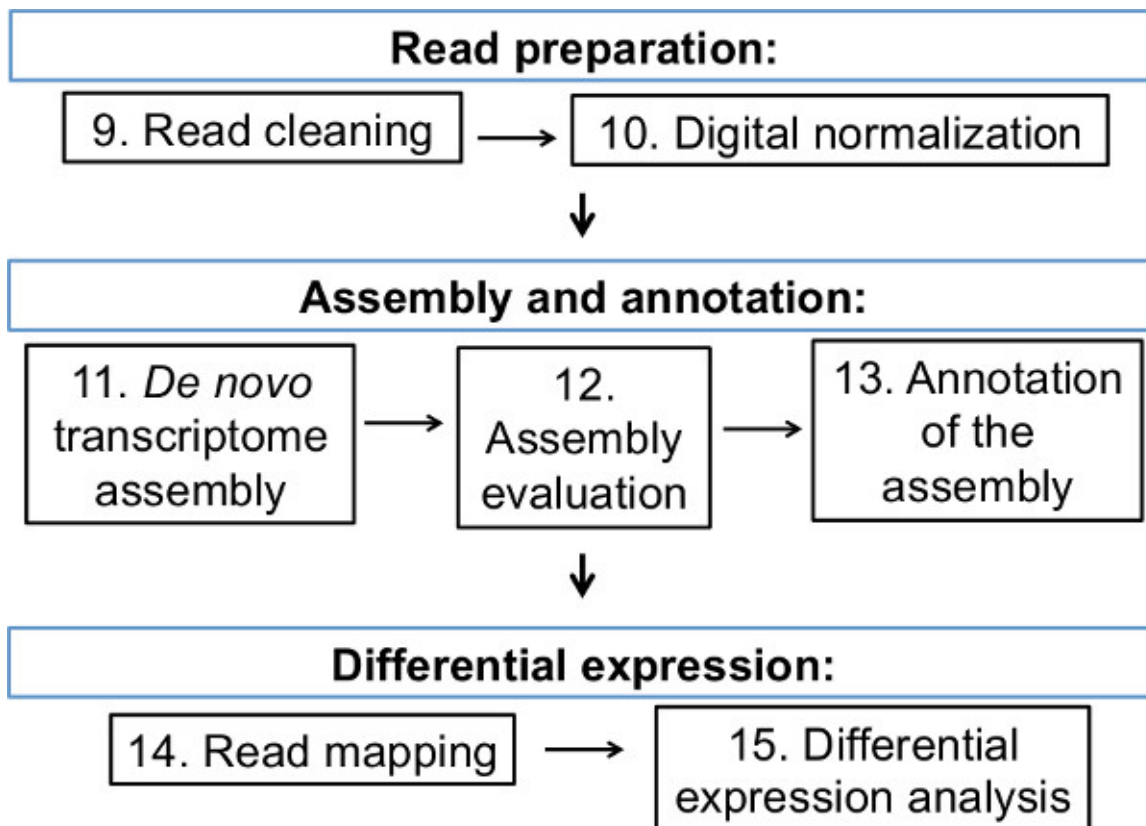 Read preparation:
9. Read cleaning
10. Digital normalization
Assembly and annotation:
11. De novo
transcriptome
assembly
12.
Assembly
evaluation
13. Annotation
of the
assembly
Differential expression:
14. Read mapping
15. Differential
expression analysis